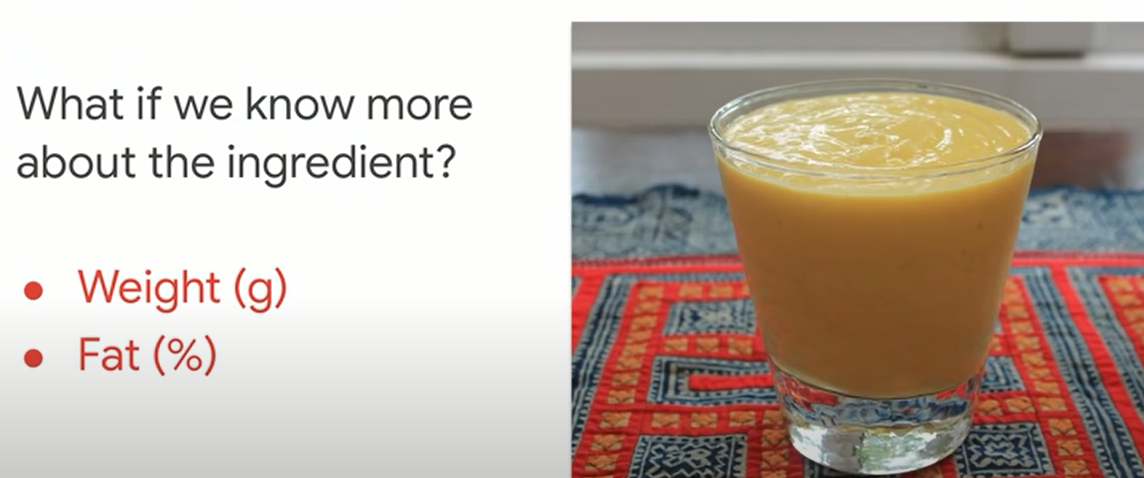 What if we know more
about the ingredient?
● Weight (g)
● Fat (%)